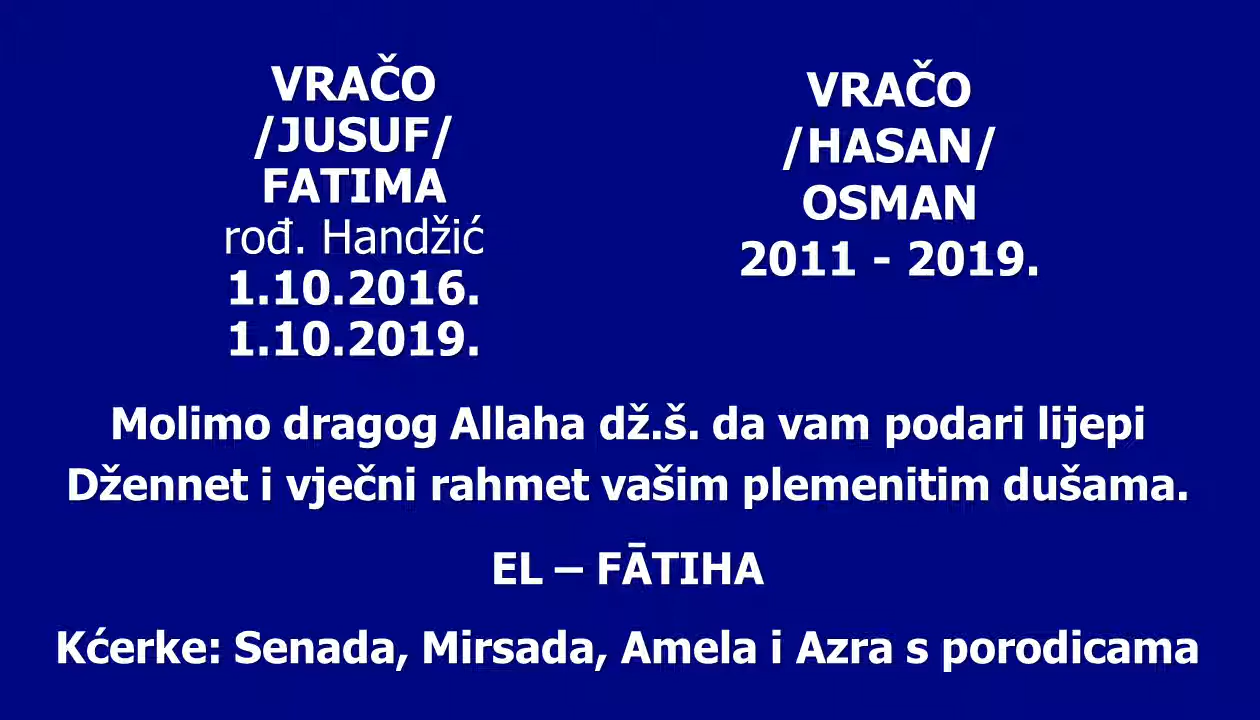 VRAČO
/JUSUF/
FATIMA
rođ. Handžić
1.10.2016.
1.10.2019.
VRAČO
/HASAN/
OSMAN
2011 - 2019.
Molimo dragog Allaha dž.š. da vam podari lijepi
Džennet i vječni rahmet vašim plemenitim dušama.
EL – FĀTIHA
Kćerke: Senada, Mirsada, Amela i Azra s porodicama